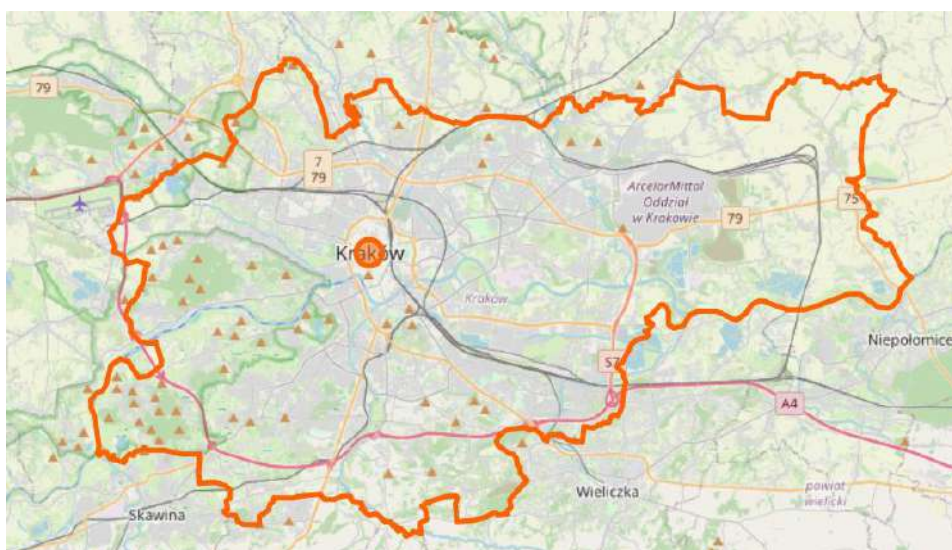 79
7
79
ArcelorMittal
Oddział
w Krakowie
79
75
Kraków
Kraków
Niepołomice
S7
A4
Wieliczka
powiat
wielicki
Skawina